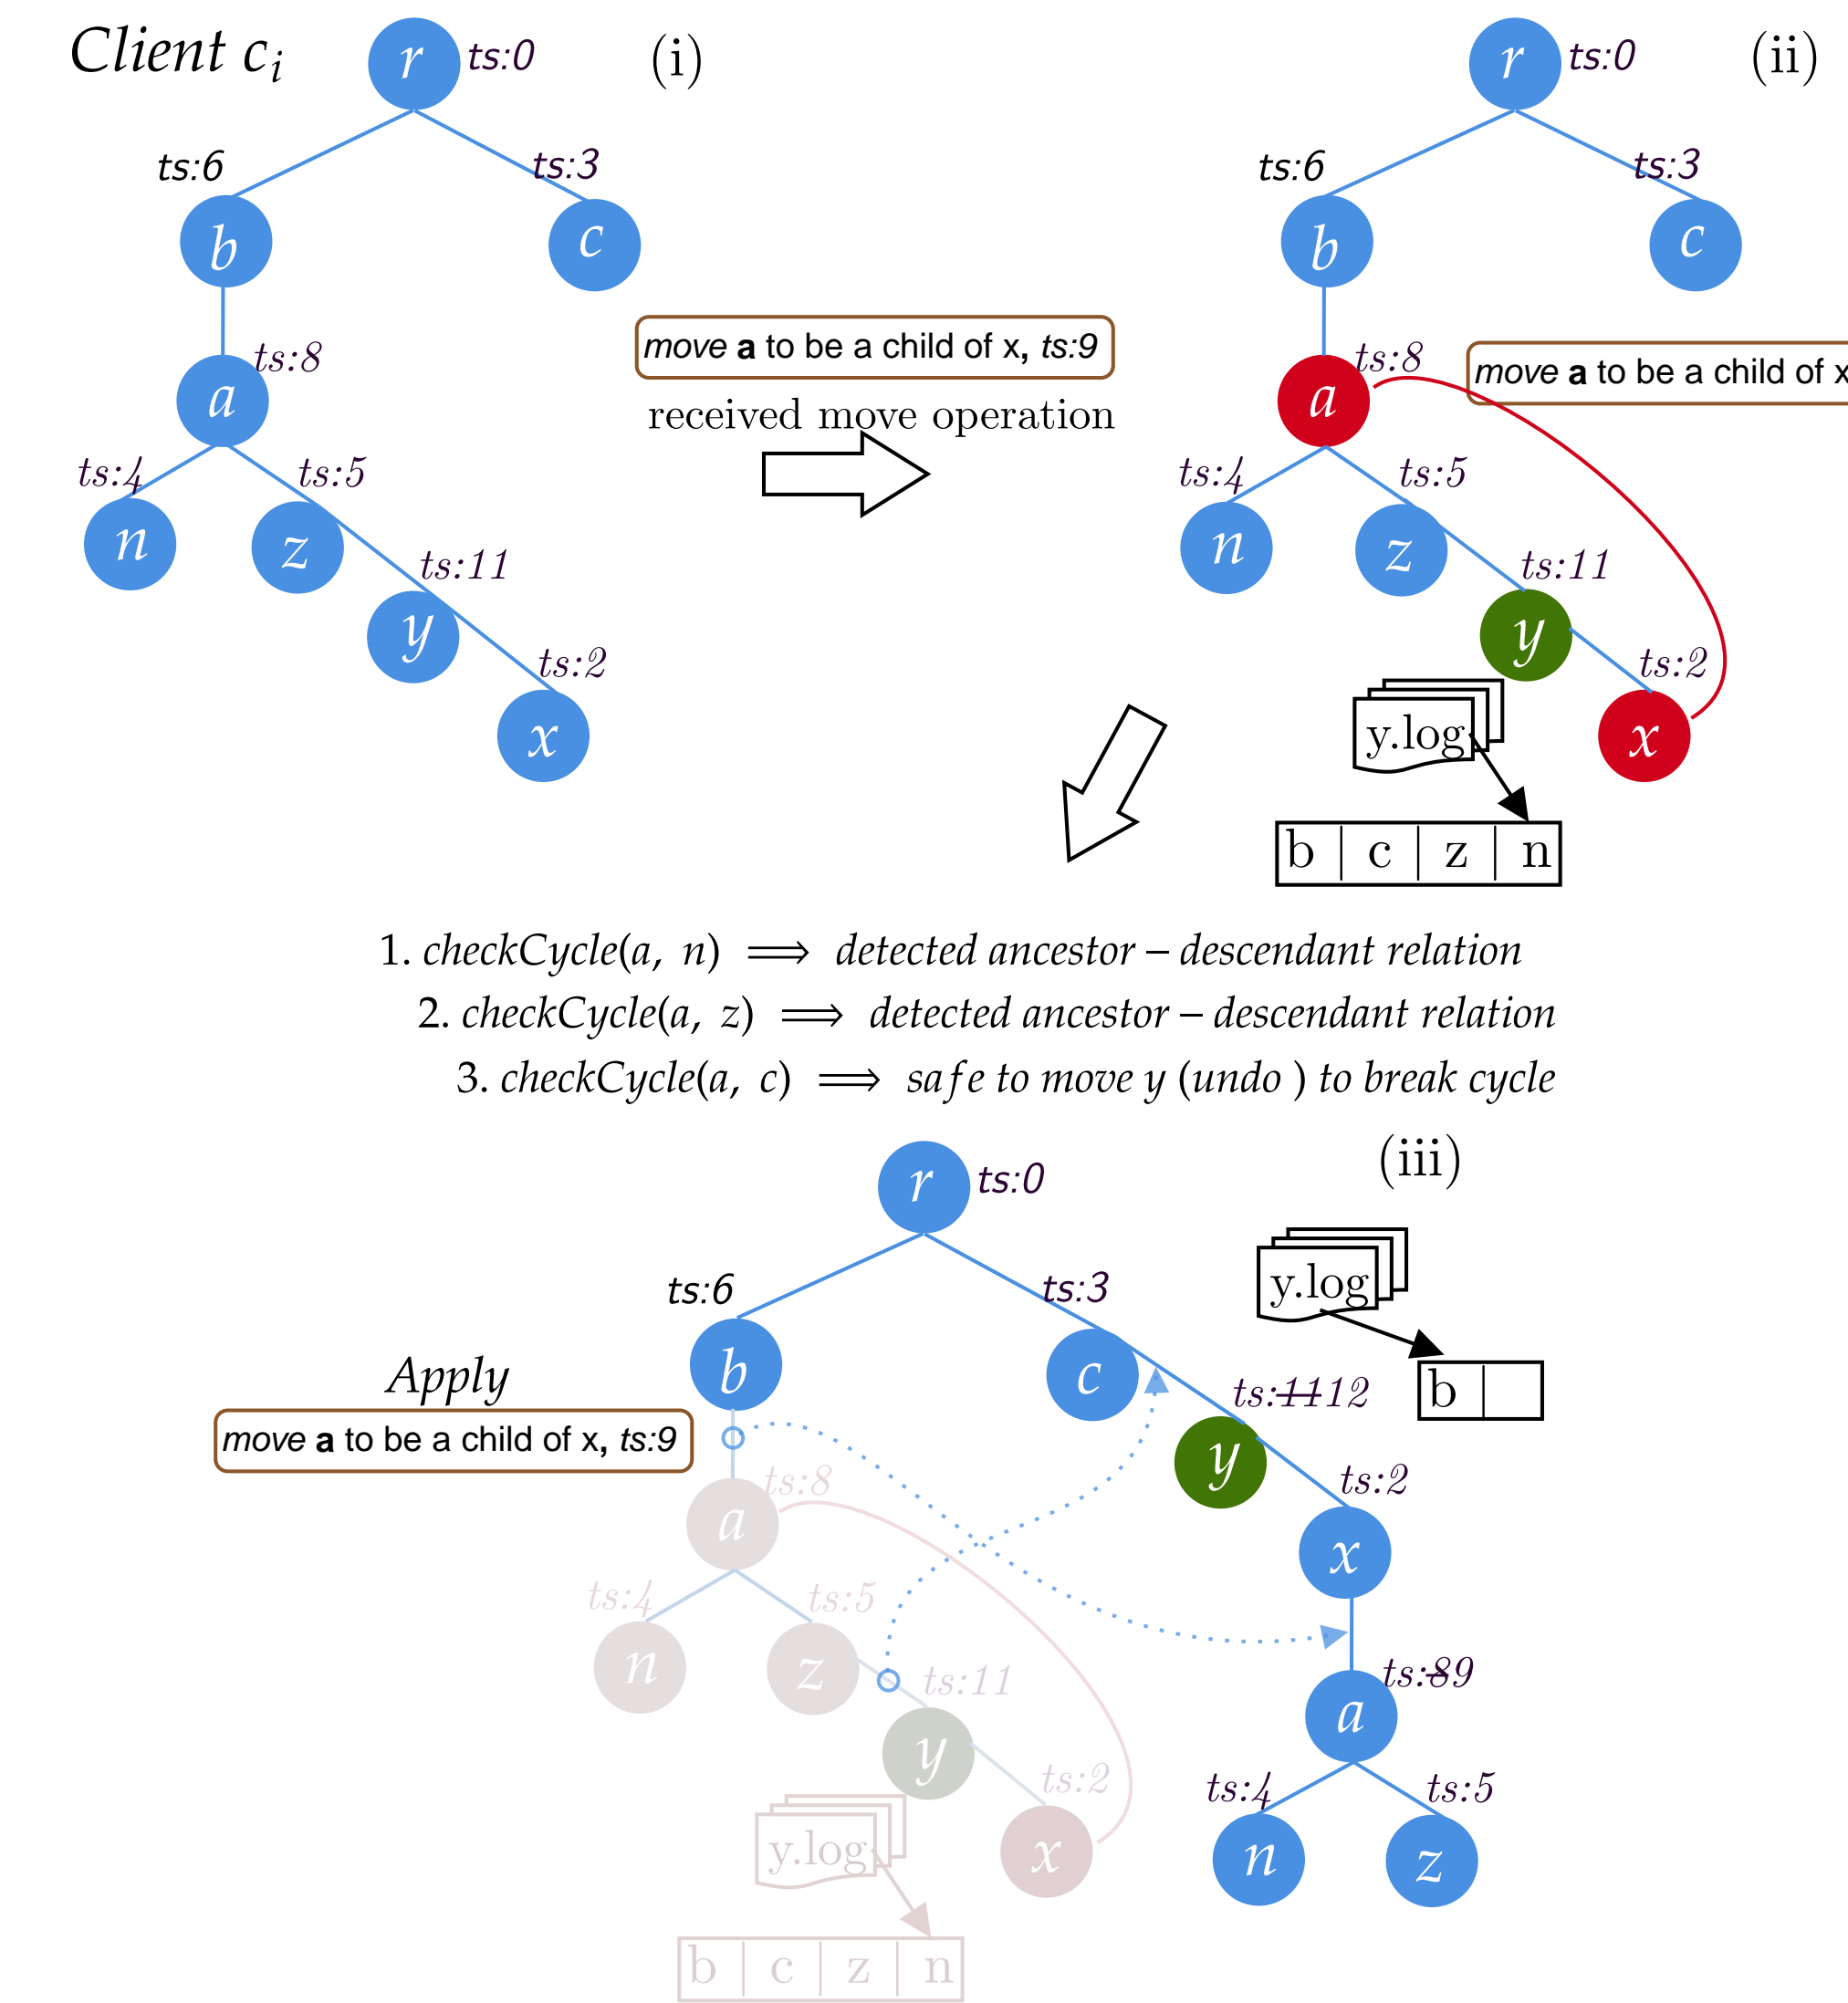 Client ci
r
ts:0
(i)
ts:6
ts:3
b
c
ts:8
a
ts:4
ts:5
n
z
ts:11
y
ts:2
x
move a to be a child of x, ts:9
received move operation
r
ts:0
(ii)
ts:6
ts:3
b
c
ts:8
move a to be a child of x
a
ts:4
ts:5
n
z
ts:11
y
ts:2
y.log
x
b | c | z | n
1. checkCycle(a, n) ⟹ detected ancestor – descendant relation
2. checkCycle(a, z) ⟹ detected ancestor – descendant relation
3. checkCycle(a, c) ⟹ safe to move y (undo ) to break cycle
(iii)
r
ts:0
ts:6
ts:3
y.log
b
c
b |
ts:1112
Apply
move a to be a child of x, ts:9
y
ts:2
ts:8
a
x
ts:4
ts:5
n
z
ts:11
ts:89
a
y
ts:2
ts:4
ts:5
y.log
x
n
z
b | c | z | n